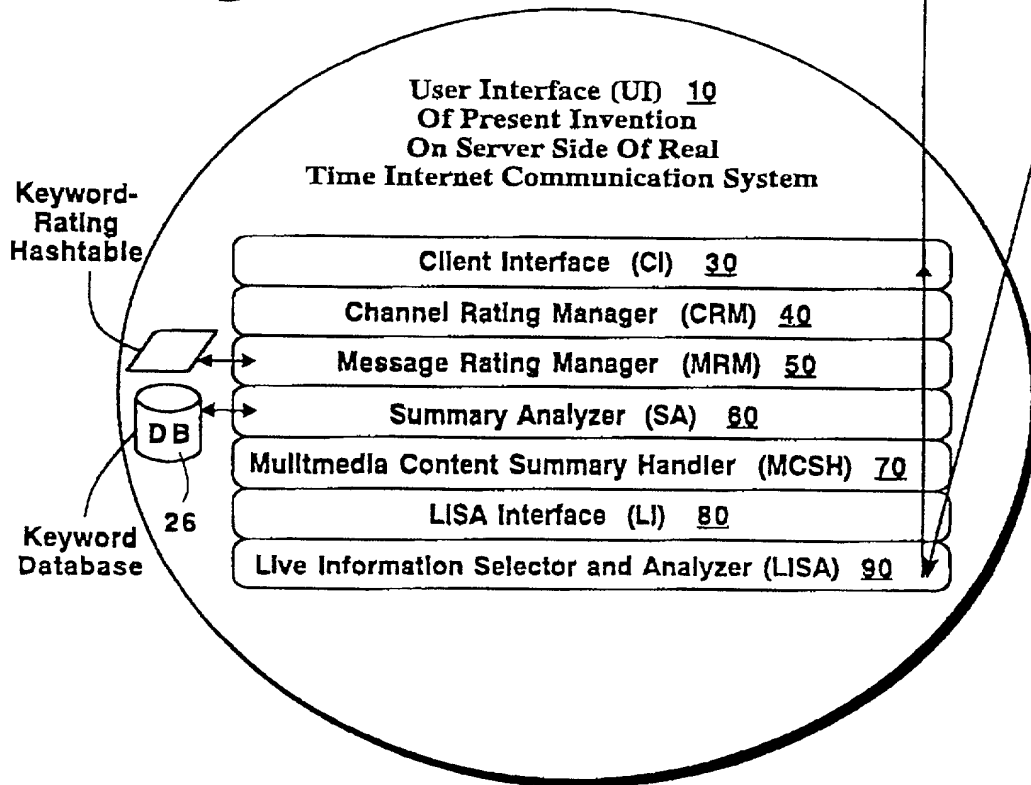 User Interface (UI) 10
Of Present Invention
On Server Side Of Real
Time Internet Communication System
Keyword-
Rating
Hashtable
Client Interface (CI) 30
Channel Rating Manager (CRM) 40
Message Rating Manager (MRM) 50
Summary Analyzer (SA) 60
Mulltmedia Content Summary Handler (MCSH) 70
LISA Interface (LI) 80
Live Information Selector and Analyzer (LISA) 90
DB
26
Keyword
Database